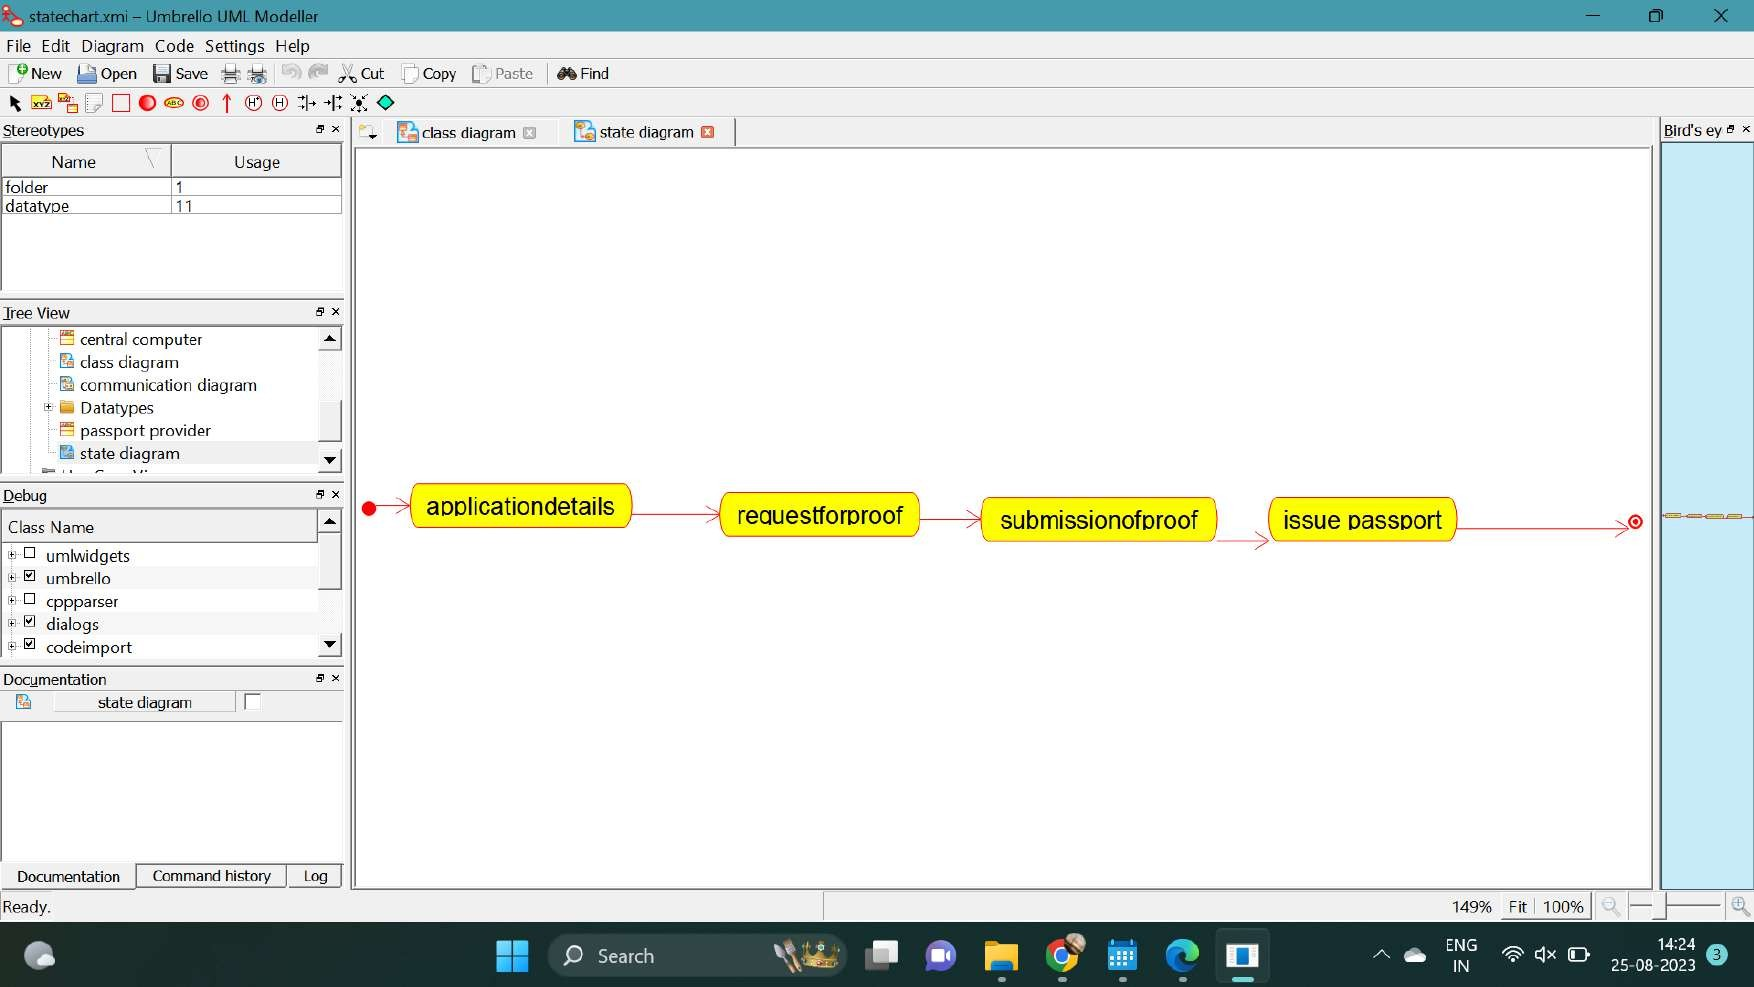 statechart.xmi – Umbrello UML Modeller
File Edit Diagram Code Settings Help
New Open Save Cut Copy Paste Find
XYZ ABC H* H
Stereotypes
Name Usage
folder 1
datatype 11
Tree View
central computer
class diagram
communication diagram
Datatypes
passport provider
state diagram
Debug
Class Name
umlwidgets
umbrello
cppparser
dialogs
codeimport
Documentation
state diagram
Documentation Command history Log
Ready.
class diagram state diagram
applicationdetails requestforproof submissionofproof issue passport
Bird's ey
149% Fit 100%
Search
ENG
IN
14:24
25-08-2023
3